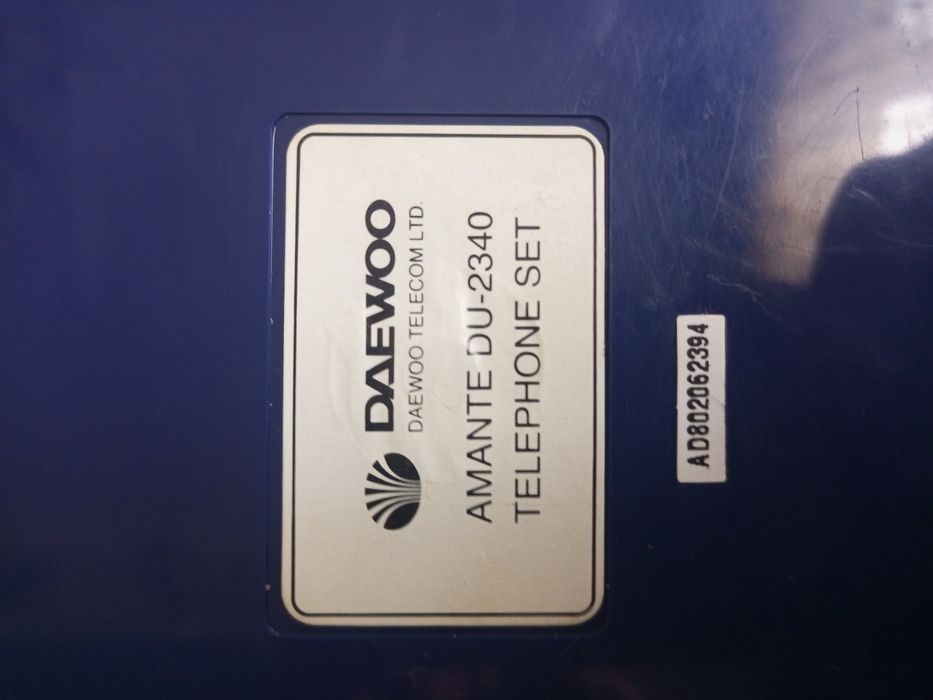 DAEWOO
DAEWOO TELECOM LTD.
AMANTE DU-2340
TELEPHONE SET
AD802062394